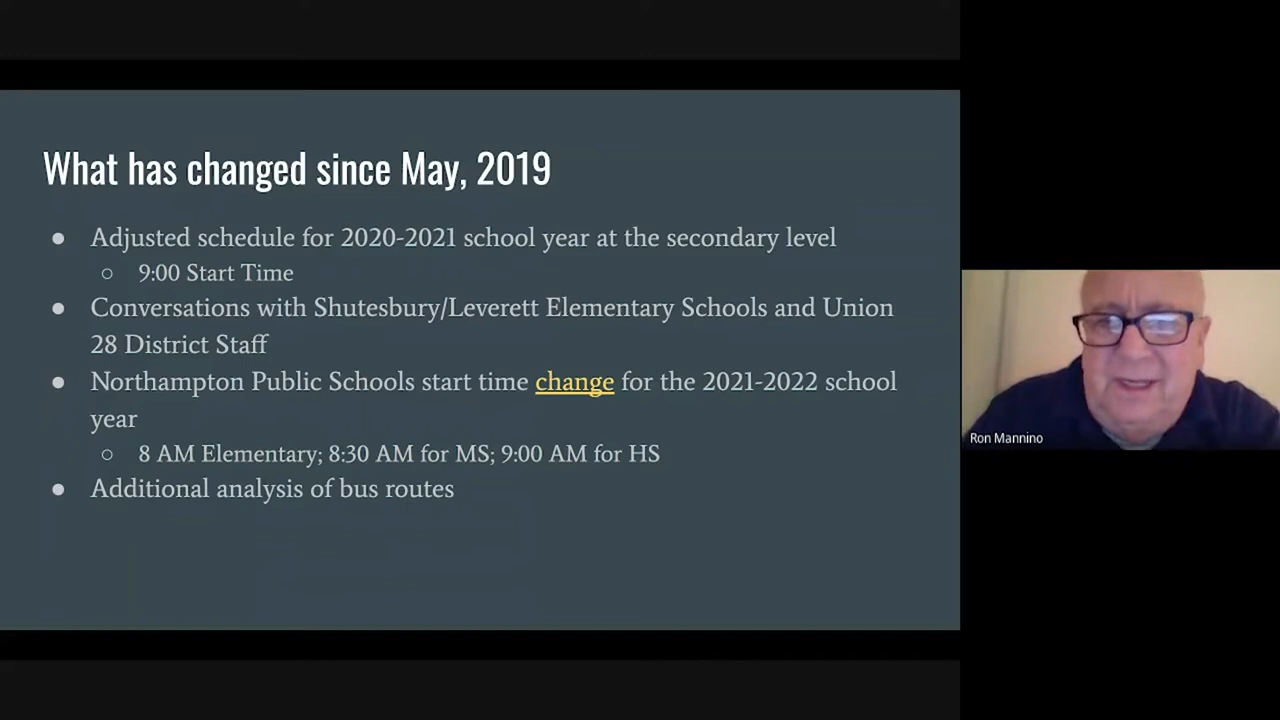 What has changed since May, 2019
● Adjusted schedule for 2020-2021 school year at the secondary level
○ 9:00 Start Time
● Conversations with Shutesbury/Leverett Elementary Schools and Union
28 District Staff
● Northampton Public Schools start time change for the 2021-2022 school
year
○ 8 AM Elementary; 8:30 AM for MS; 9:00 AM for HS
● Additional analysis of bus routes
Ron Mannino